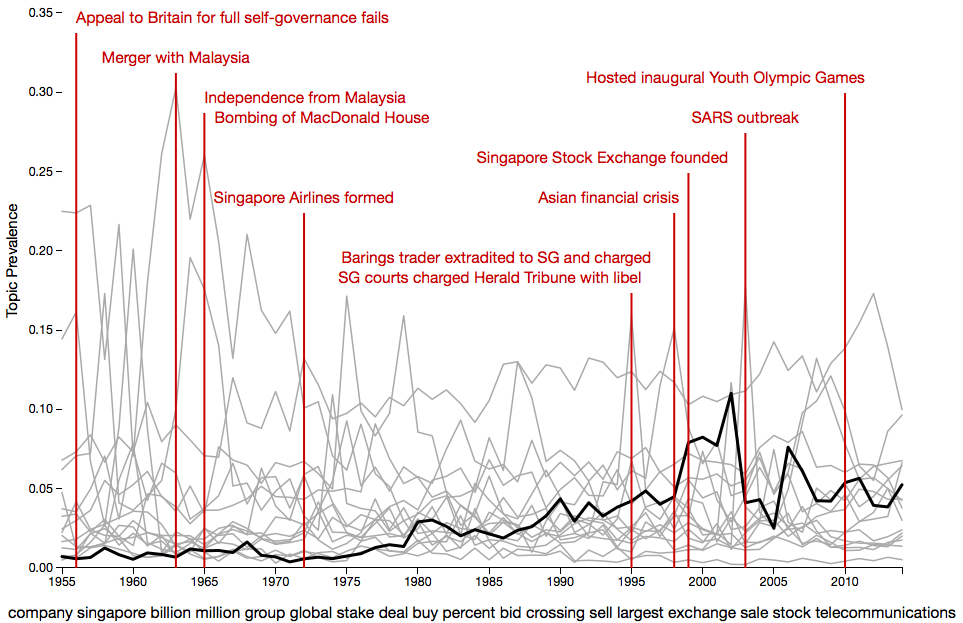 0.35
Appeal to Britain for full self-governance fails
Merger with Malaysia
Hosted inaugural Youth Olympic Games
0.30
Independence from Malaysia
Bombing of MacDonald House
SARS outbreak
Singapore Stock Exchange founded
0.25
Singapore Airlines formed
Asian financial crisis
0.20
Topic Prevalence
Barings trader extradited to SG and charged
SG courts charged Herald Tribune with libel
0.15
0.10
0.05
0.00
1955 1960 1965 1970 1975 1980 1985 1990 1995 2000 2005 2010
company singapore billion million group global stake deal buy percent bid crossing sell largest exchange sale stock telecommunications